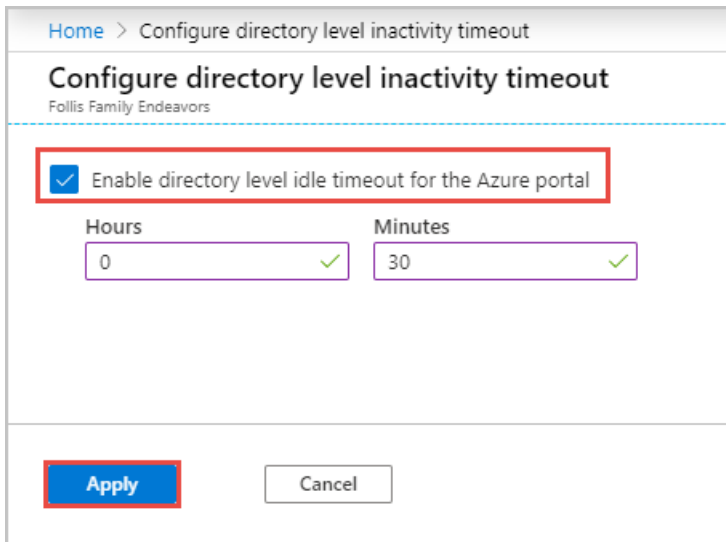 Home > Configure directory level inactivity timeout
Configure directory level inactivity timeout
Follis Family Endeavors
Enable directory level idle timeout for the Azure portal
Hours Minutes
0 30
Apply Cancel